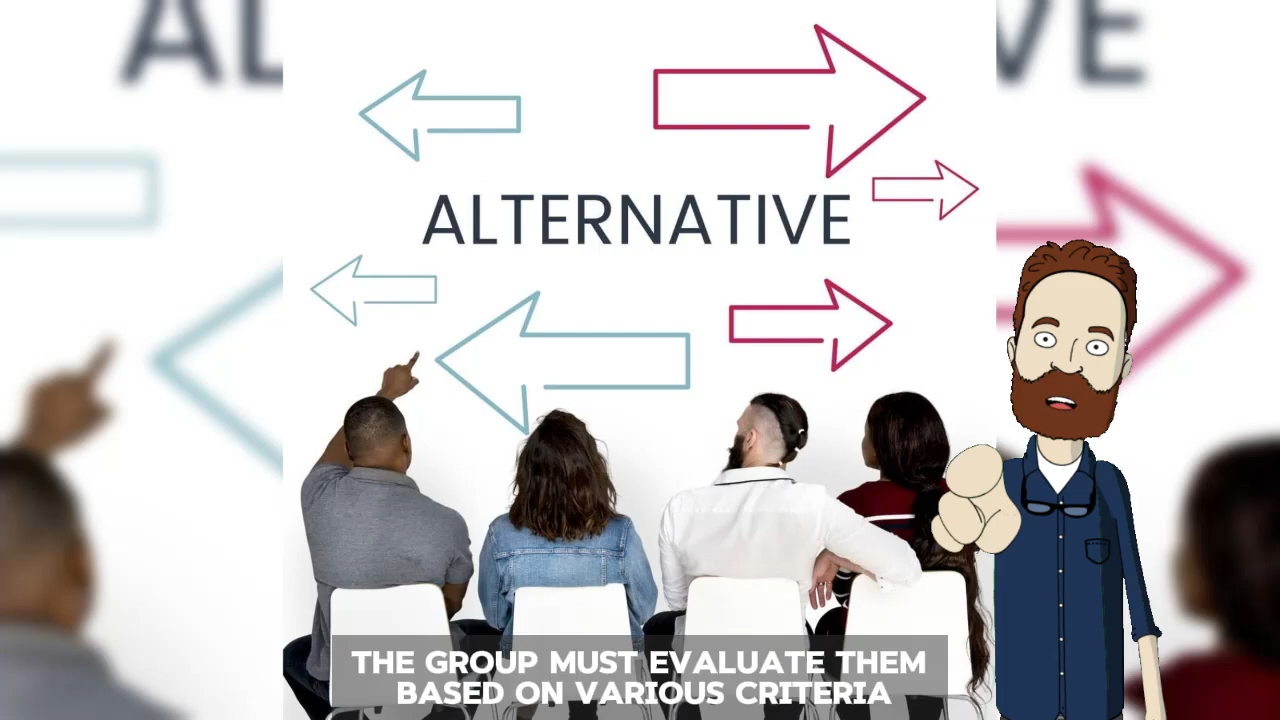 ALTERNATIVE
THE GROUP MUST EVALUATE THEM
BASED ON VARIOUS CRITERIA